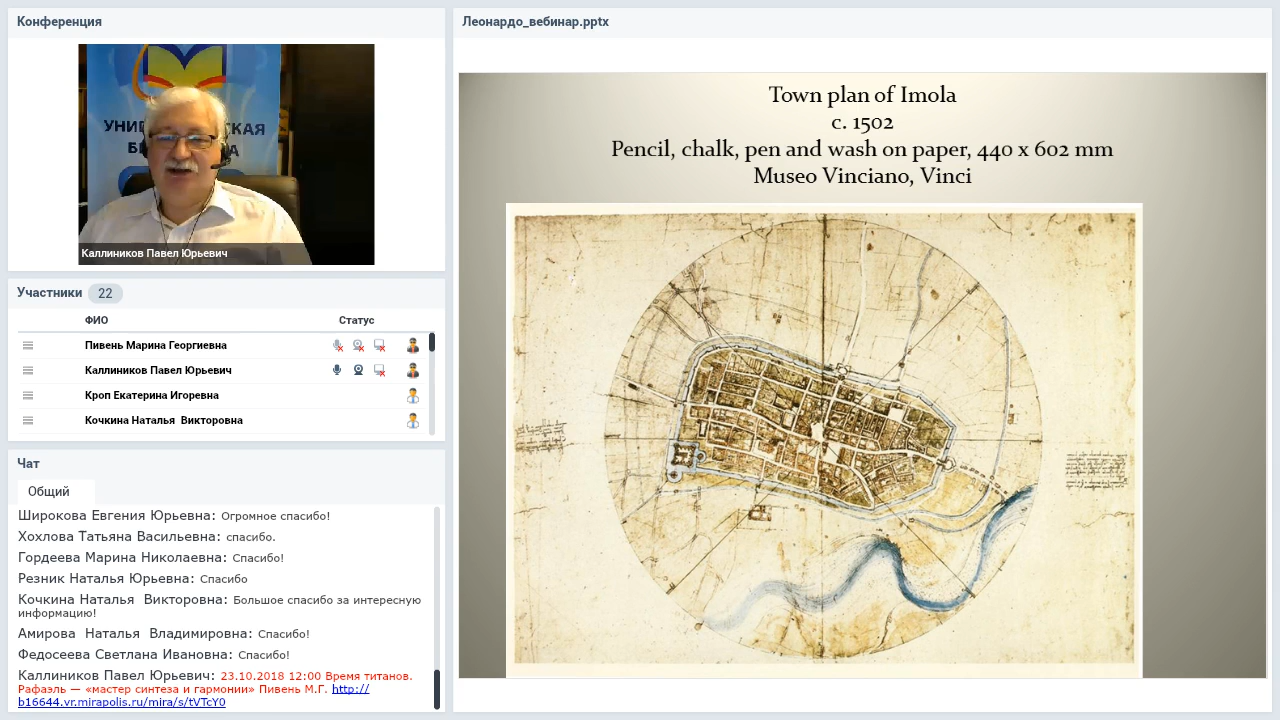 Конференция
УНИ СКАЯ
Каллиников Павел Юрьевич
Участники 22
ФИО Статус
Пивень Марина Георгиевна
Каллиников Павел Юрьевич
Кроп Екатерина Игоревна
Кочкина Наталья Викторовна
Чат
Общий
Широкова Евгения Юрьевна: Огромное спасибо!
Хохлова Татьяна Васильевна: спасибо.
Гордеева Марина Николаевна: Спасибо!
Резник Наталья Юрьевна: Спасибо
Кочкина Наталья Викторовна: Большое спасибо за интересную
информацию!
Амирова Наталья Владимировна: Спасибо!
Федосеева Светлана Ивановна: Спасибо!
Каллиников Павел Юрьевич: 23.10.2018 12:00 Время титанов.
Рафаэль — «мастер синтеза и гармонии» Пивень М.Г. http://
b16644.vr.mirapolis.ru/mira/s/tVTcY0
Леонардо_вебинар.pptx
Town plan of Imola
c. 1502
Pencil, chalk, pen and wash on paper, 440 x 602 mm
Museo Vinciano, Vinci